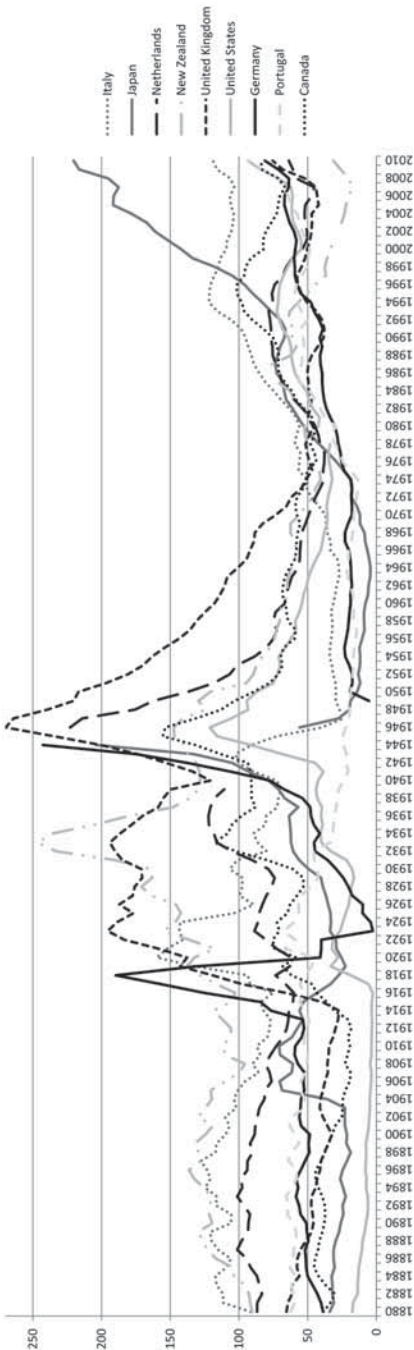 250
200
150
100
50
0
1880 1882 1884 1886 1888 1890 1892 1894 1896 1898 1900 1902 1904 1906 1908 1910 1912 1914 1916 1918 1920 1922 1924 1926 1928 1930 1932 1934 1936 1938 1940 1942 1944 1946 1948 1950 1952 1954 1956 1958 1960 1962 1964 1966 1968 1970 1972 1974 1976 1978 1980 1982 1984 1986 1988 1990 1992 1994 1996 1998 2000 2002 2004 2006 2008 2010
Italy
Japan
Netherlands
New Zealand
United Kingdom
United States
Germany
Portugal
Canada